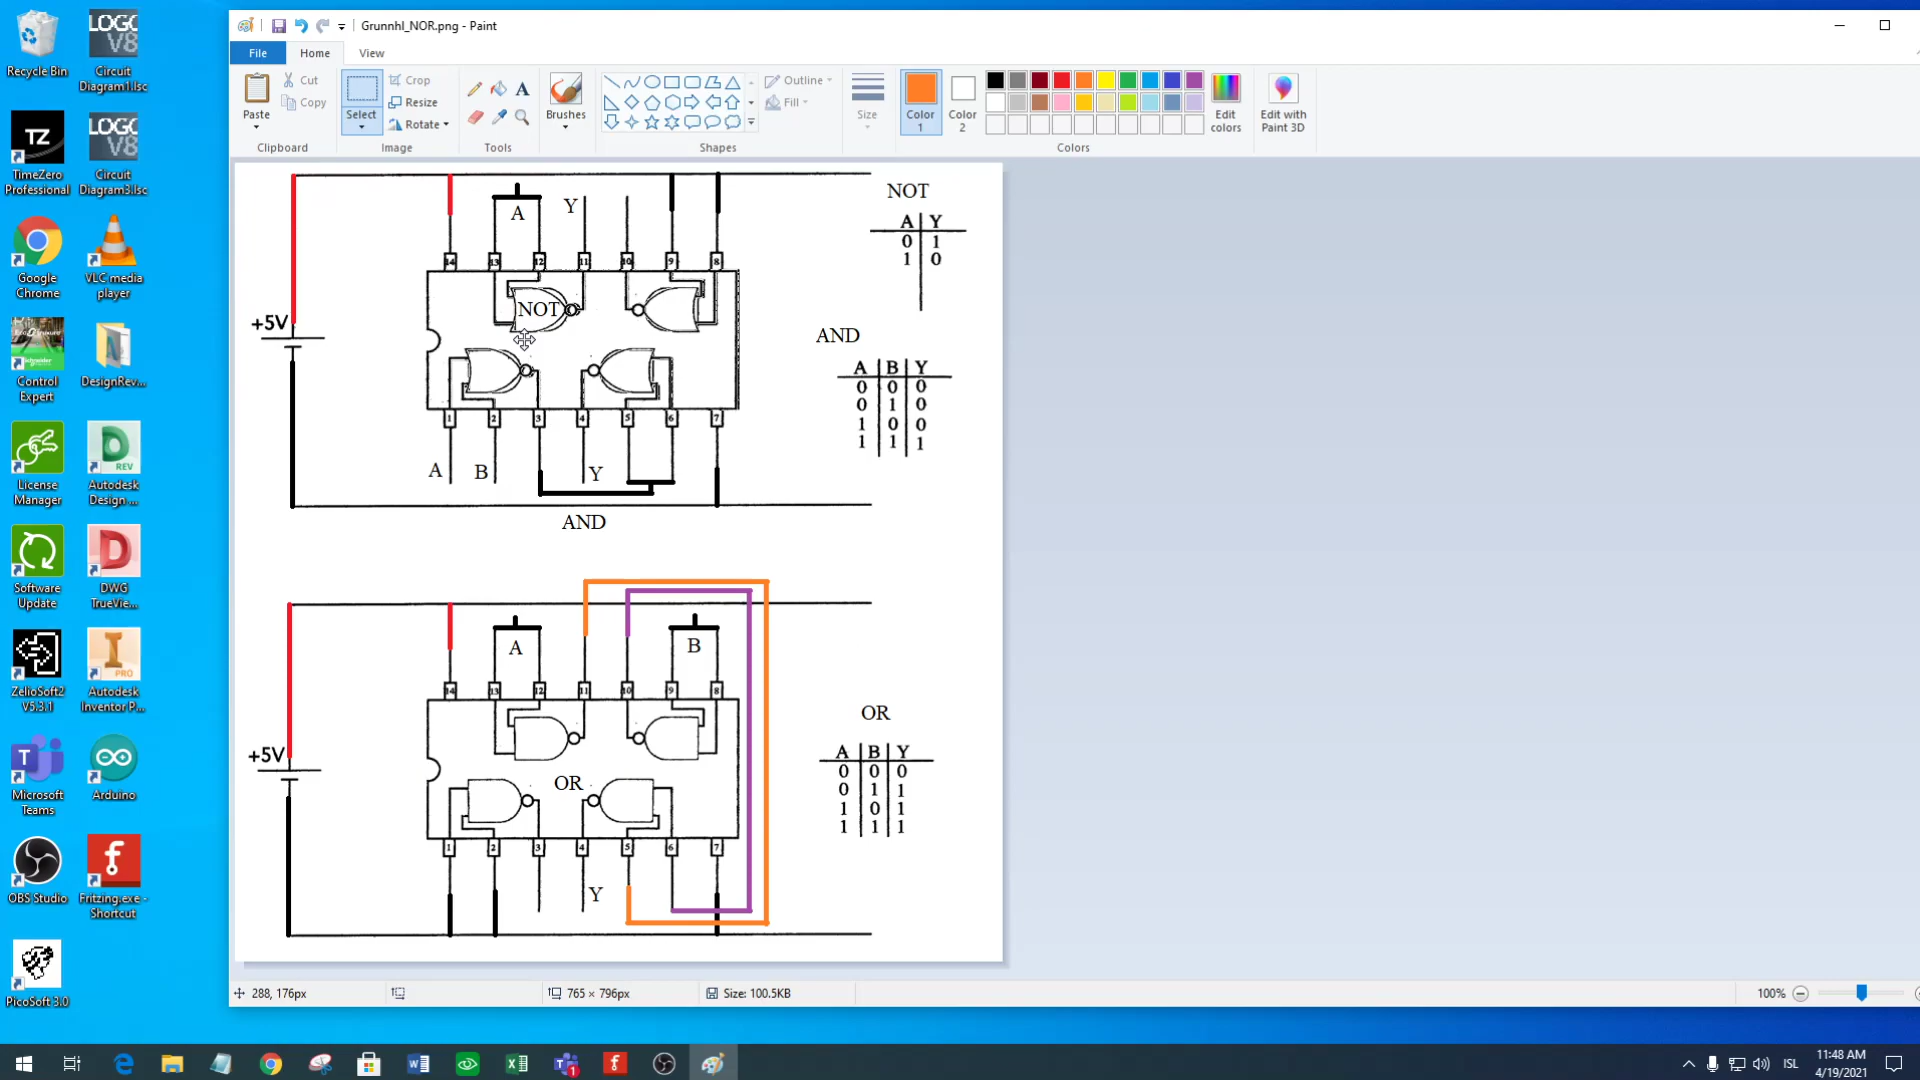 Recycle Bin
Circuit
Diagram1.lsc
TimeZero
Professional
Circuit
Diagram3.lsc
Google
Chrome
VLC media
player
Control
Expert
DesignRev...
License
Manager
Autodesk
Design ...
Software
Update
DWG
TrueVie...
ZelioSoft2
V5.3.1
Autodesk
Inventor P...
Microsoft
Teams
Arduino
OBS Studio
Fritzing.exe -
Shortcut
PicoSoft 3.0
LOGO
V8
LOGO
V8
TZ
REV
PRO
Grunnhl_NOR.png - Paint
File
Home
View
Paste
Cut
Copy
Clipboard
Select
Crop
Resize
Rotate
Image
Tools
Brushes
Shapes
Outline
Fill
Size
Color
1
Color
2
Edit
colors
Edit with
Paint 3D
Colors
A
Y
NOT
A Y
0 1
1 0
14 13 12 11 10 9 8
NOT
+5V
AND
A B Y
0 0 0
0 1 0
1 0 0
1 1 1
1 2 3 4 5 6 7
A B Y
AND
A
B
14 13 12 11 10 9 8
OR
A B Y
0 0 0
0 1 1
1 0 1
1 1 1
+5V
OR
1 2 3 4 5 6 7
Y
288, 176px
765 × 796px
Size: 100.5KB
100%
ISL
11:48 AM
4/19/2021